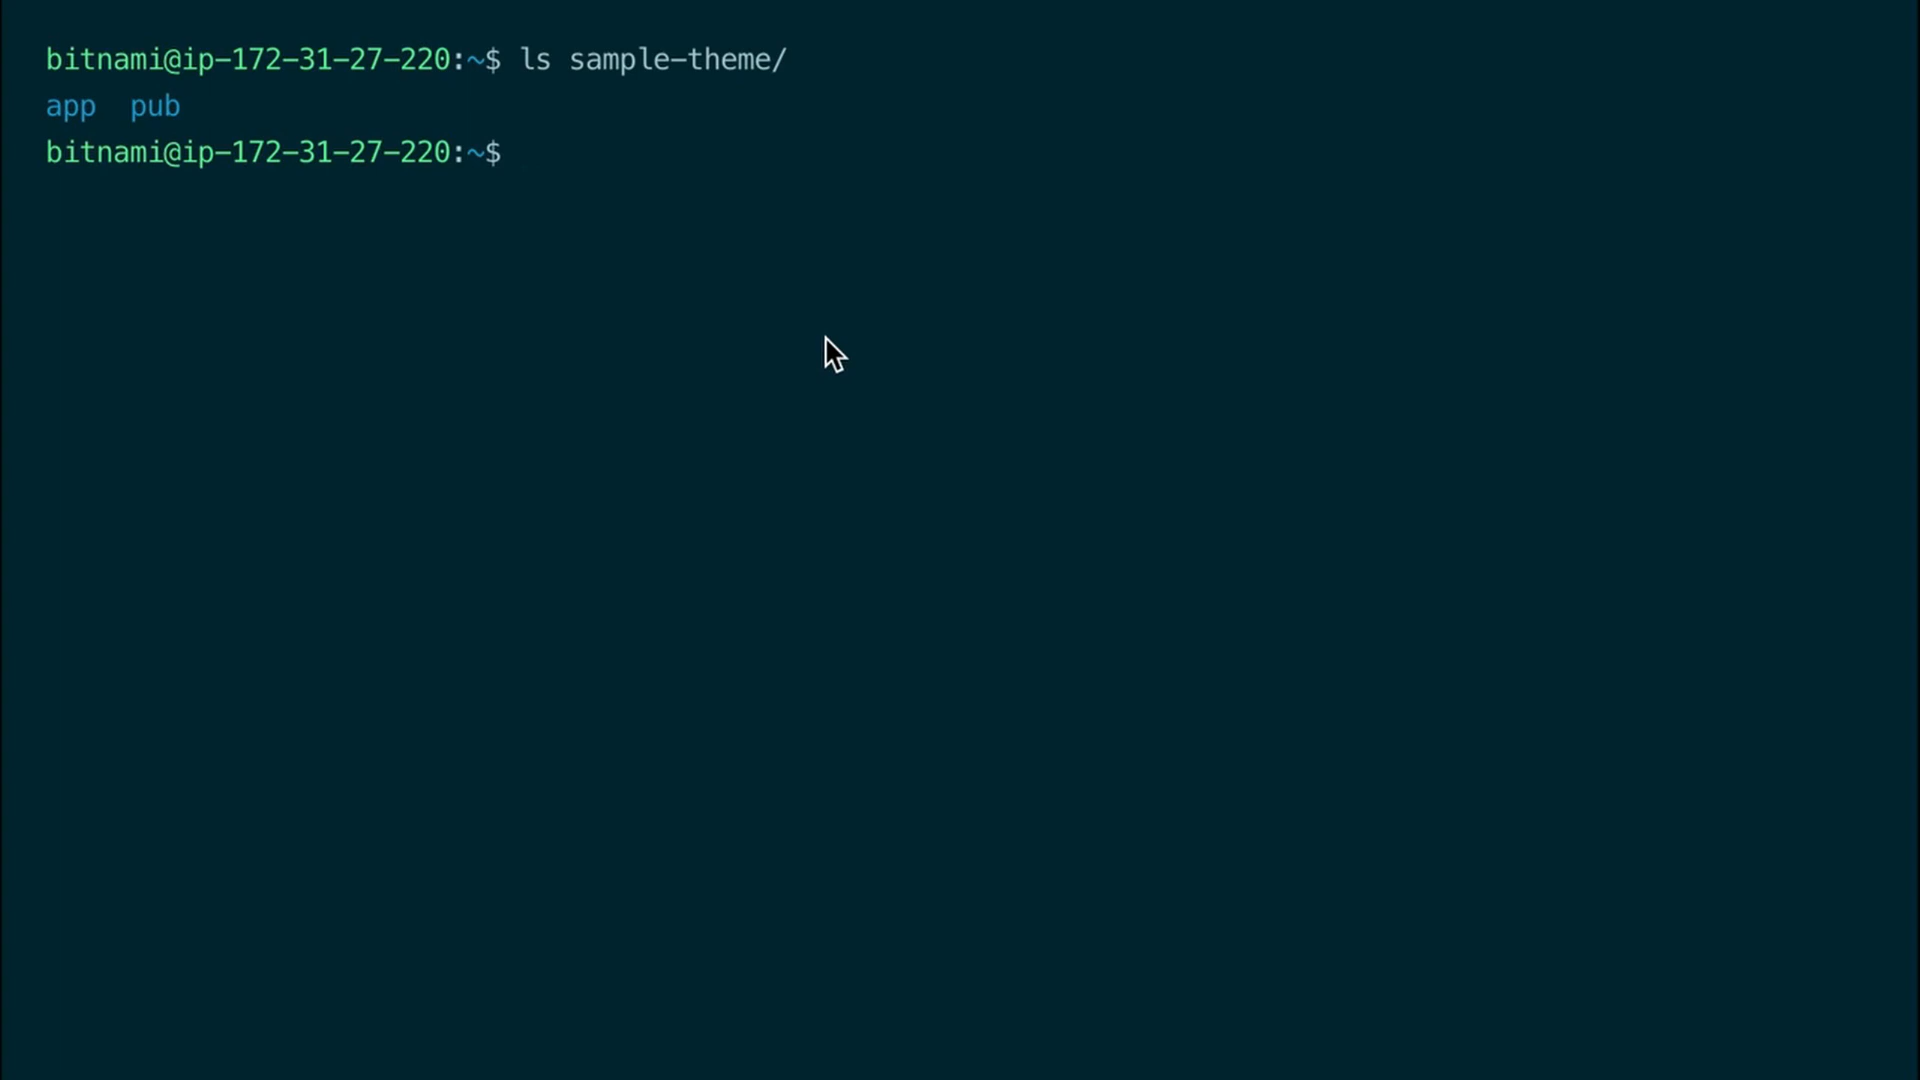 bitnami@ip-172-31-27-220:~$ ls sample-theme/
app  pub
bitnami@ip-172-31-27-220:~$